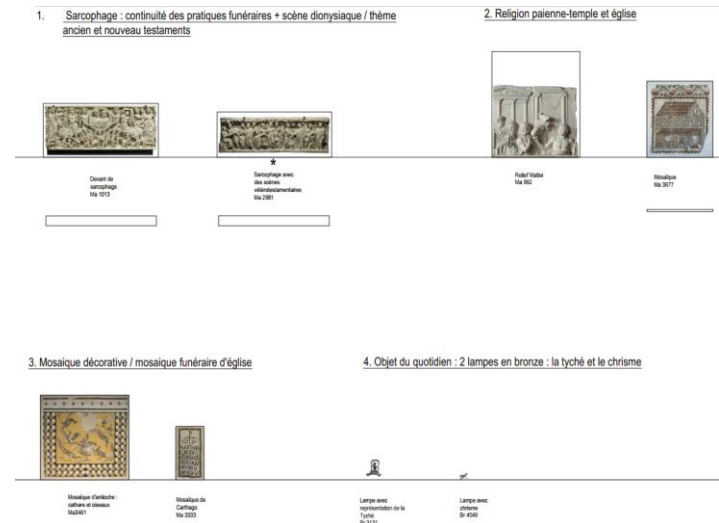 1. Sarcophage : continuité des pratiques funéraires + scène dionysiaque / thème
ancien et nouveau testaments
2. Religion paienne-temple et église
Devant de
sarcophage
Ma 1013
*
Sarcophage avec
des scènes
vétérotestamentaires
Ma 2981
Relief Mattei
Ma 992
Mosaïque
Ma 3677
3. Mosaique décorative / mosaique funéraire d'église
4. Objet du quotidien : 2 lampes en bronze : la tyché et le chrisme
Mosaïque d'antioche :
cathare et oiseaux
Ma3461
Mosaïque de
Carthage
Ma 3333
Lampe avec
représentation de la
Tyché
Lampe avec
chrisme
Br 4549